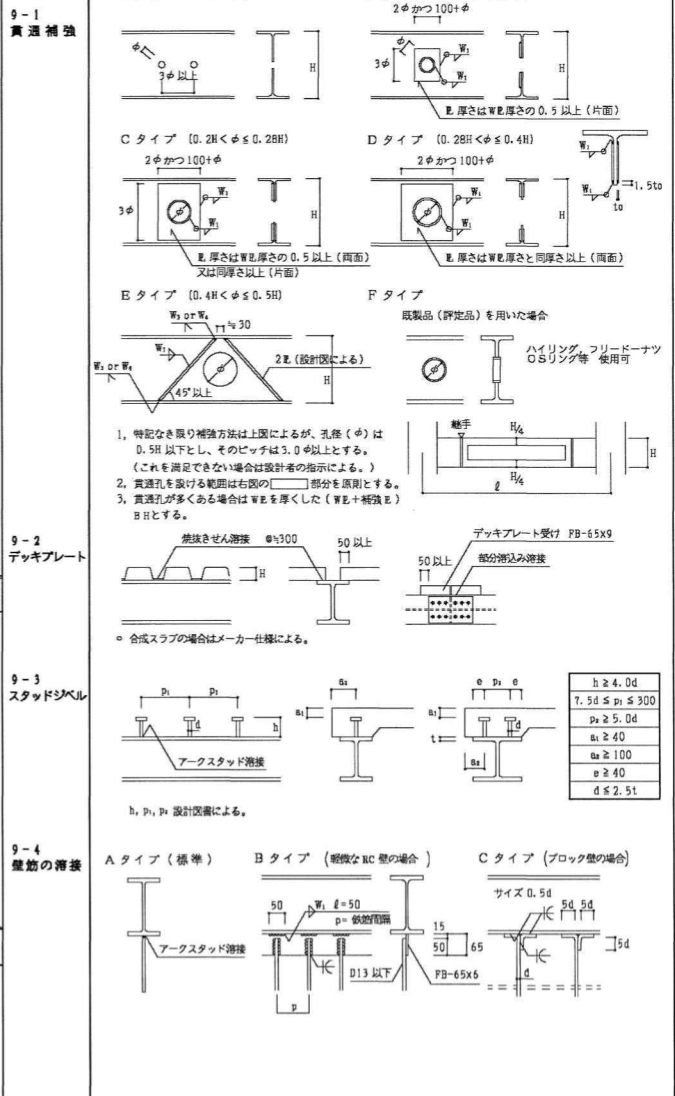 9-1
貫通補強
φ
3φ以上
H
2φかつ100+φ
3φ
φ
W₁
W₁
H
PL厚さはWPL厚さの0.5以上(片面)
Cタイプ (0.2H<φ≦0.28H)
2φかつ100+φ
3φ
W₁
W₁
H
PL厚さはWPL厚さの0.5以上(両面)
又は同厚さ以上(片面)
Dタイプ (0.28H<φ≦0.4H)
2φかつ100+φ
W₁
W₁
H
PL厚さはWPL厚さと同厚さ以上(両面)
W₁
W₁
1.5to
to
Eタイプ (0.4H<φ≦0.5H)
W₃ or W₄
≒30
W₁
W₃ or W₄
2PL(設計図による)
H
45°以上
Fタイプ
既製品(評定品)を用いた場合
ハイリング, フリードーナツ
OSリング等 使用可
継手
H/4
H/4
H
ℓ
1, 特記なき限り補強方法は上図によるが、孔径(φ)は
0.5H以下とし、そのピッチは3.0φ以上とする。
(これを満足できない場合は設計者の指示による。)
2, 貫通孔を設ける範囲は右図の 部分を原則とする。
3, 貫通孔が多くある場合はWPLを厚くした(WPL+補強PL)
BHとする。
9-2
デッキプレート
焼抜きせん溶接 @≒300
50以上
H
デッキプレート受け FB-65x9
50以上
部分溶込み溶接
○ 合成スラブの場合はメーカー仕様による。
9-3
スタッドジベル
p₁
p₁
d
h
アークスタッド溶接
a₂
a₁
e p₂ e
a₁
d
t
a₂
h≧4.0d
7.5d≦p₁≦300
p₂≧5.0d
a₁≧40
a₂≧100
e≧40
d≦2.5t
h, p₁, p₂ 設計図書による。
9-4
壁筋の溶接
Aタイプ(標準)
アークスタッド溶接
Bタイプ (軽微なRC壁の場合)
50
W₁ ℓ=50
p=鉄筋間隔
15
50
65
D13以下
FB-65x6
p
Cタイプ (ブロック壁の場合)
サイズ0.5d
5d 5d
5d
d